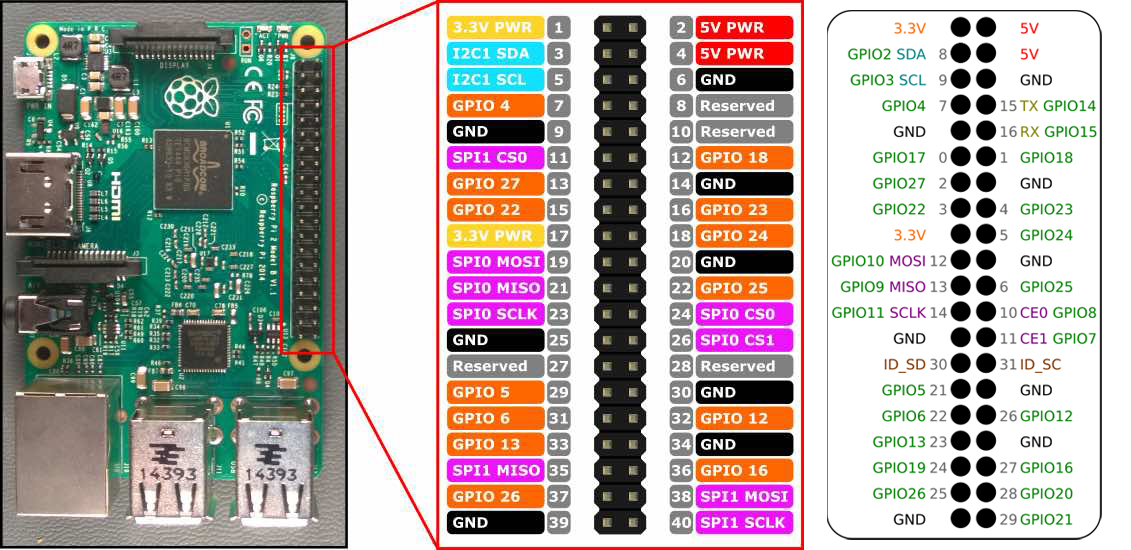 Made in P R C
DISPLAY
RUN
ACT
PWR
PWR IN
HDMI
CAMERA
BROADCOM
Raspberry Pi 2 Model B V1.1
© Raspberry Pi 2014
14393
14393
3.3V PWR 1 2 5V PWR
I2C1 SDA 3 4 5V PWR
I2C1 SCL 5 6 GND
GPIO 4 7 8 Reserved
GND 9 10 Reserved
SPI1 CS0 11 12 GPIO 18
GPIO 27 13 14 GND
GPIO 22 15 16 GPIO 23
3.3V PWR 17 18 GPIO 24
SPI0 MOSI 19 20 GND
SPI0 MISO 21 22 GPIO 25
SPI0 SCLK 23 24 SPI0 CS0
GND 25 26 SPI0 CS1
Reserved 27 28 Reserved
GPIO 5 29 30 GND
GPIO 6 31 32 GPIO 12
GPIO 13 33 34 GND
SPI1 MISO 35 36 GPIO 16
GPIO 26 37 38 SPI1 MOSI
GND 39 40 SPI1 SCLK
3.3V 5V
GPIO2 SDA 8 5V
GPIO3 SCL 9 GND
GPIO4 7 15 TX GPIO14
GND 16 RX GPIO15
GPIO17 0 1 GPIO18
GPIO27 2 GND
GPIO22 3 4 GPIO23
3.3V 5 GPIO24
GPIO10 MOSI 12 GND
GPIO9 MISO 13 6 GPIO25
GPIO11 SCLK 14 10 CE0 GPIO8
GND 11 CE1 GPIO7
ID_SD 30 31 ID_SC
GPIO5 21 GND
GPIO6 22 26 GPIO12
GPIO13 23 GND
GPIO19 24 27 GPIO16
GPIO26 25 28 GPIO20
GND 29 GPIO21